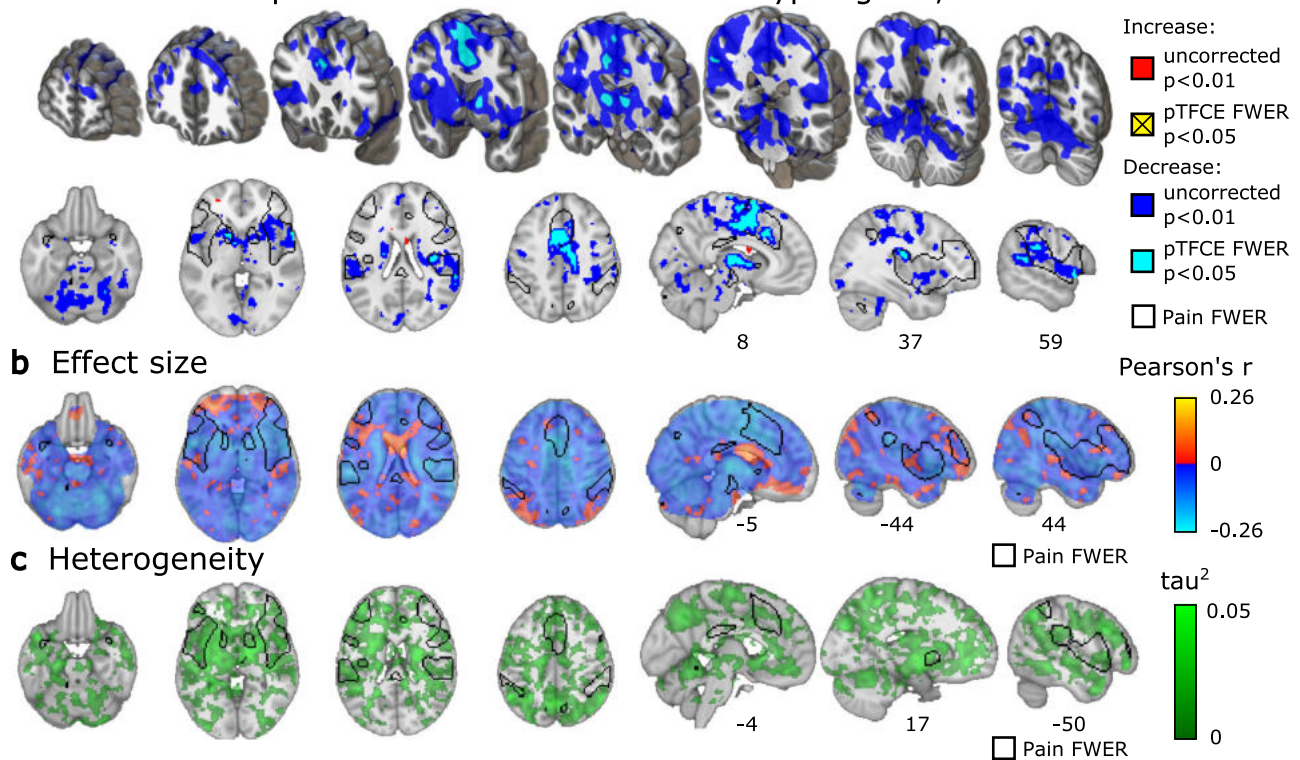 Increase:
uncorrected
p<0.01
pTFCE FWER
p<0.05
Decrease:
uncorrected
p<0.01
pTFCE FWER
p<0.05
Pain FWER
8 37 59
b Effect size
Pearson's r
0.26
0
-0.26
-5 -44 44
Pain FWER
c Heterogeneity
tau²
0.05
0
-4 17 -50
Pain FWER